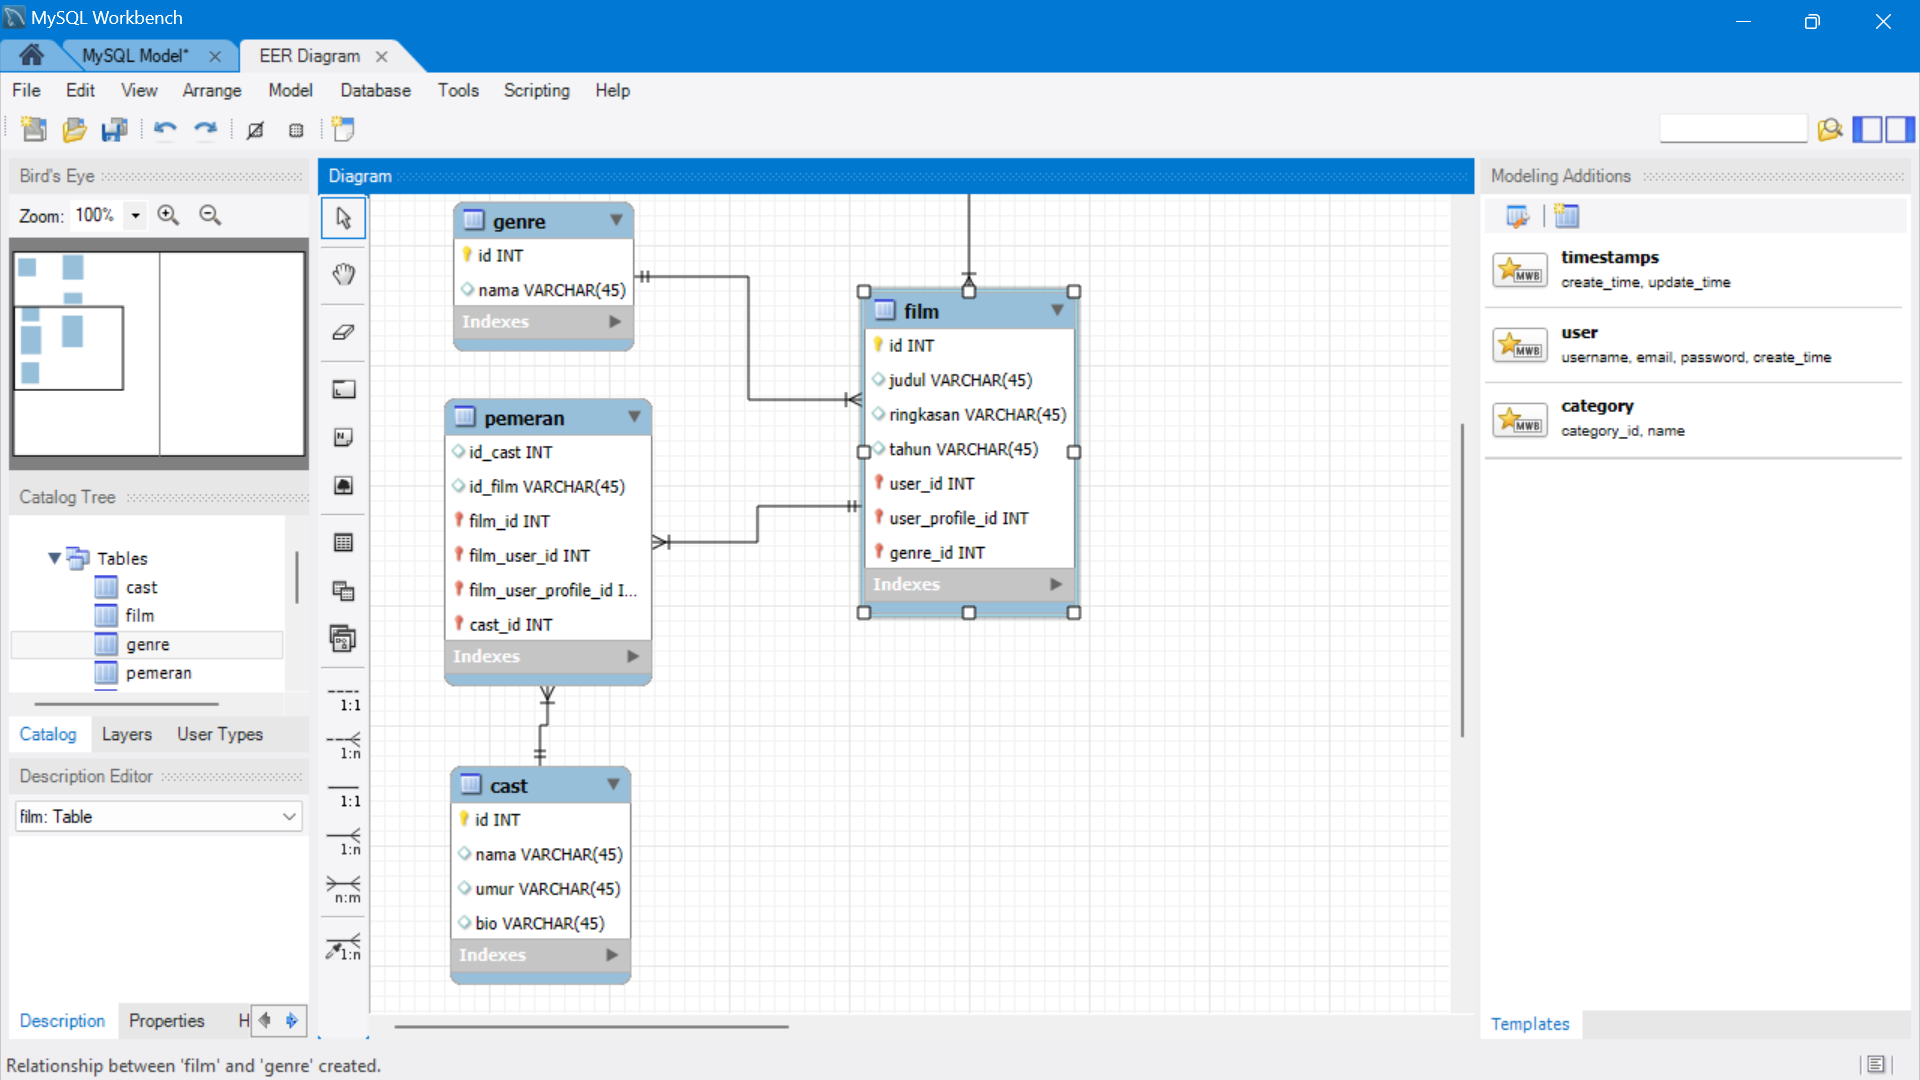 MySQL Workbench
MySQL Model*
EER Diagram
File Edit View Arrange Model Database Tools Scripting Help
Bird's Eye
Zoom: 100%
Catalog Tree
Tables
cast
film
genre
pemeran
Catalog Layers User Types
Description Editor
film: Table
Description Properties H
Diagram
1:1
1:n
1:1
1:n
n:m
1:n
genre
id INT
nama VARCHAR(45)
Indexes
pemeran
id_cast INT
id_film VARCHAR(45)
film_id INT
film_user_id INT
film_user_profile_id I...
cast_id INT
Indexes
cast
id INT
nama VARCHAR(45)
umur VARCHAR(45)
bio VARCHAR(45)
Indexes
film
id INT
judul VARCHAR(45)
ringkasan VARCHAR(45)
tahun VARCHAR(45)
user_id INT
user_profile_id INT
genre_id INT
Indexes
Modeling Additions
MWB
timestamps
create_time, update_time
MWB
user
username, email, password, create_time
MWB
category
category_id, name
Templates
Relationship between 'film' and 'genre' created.